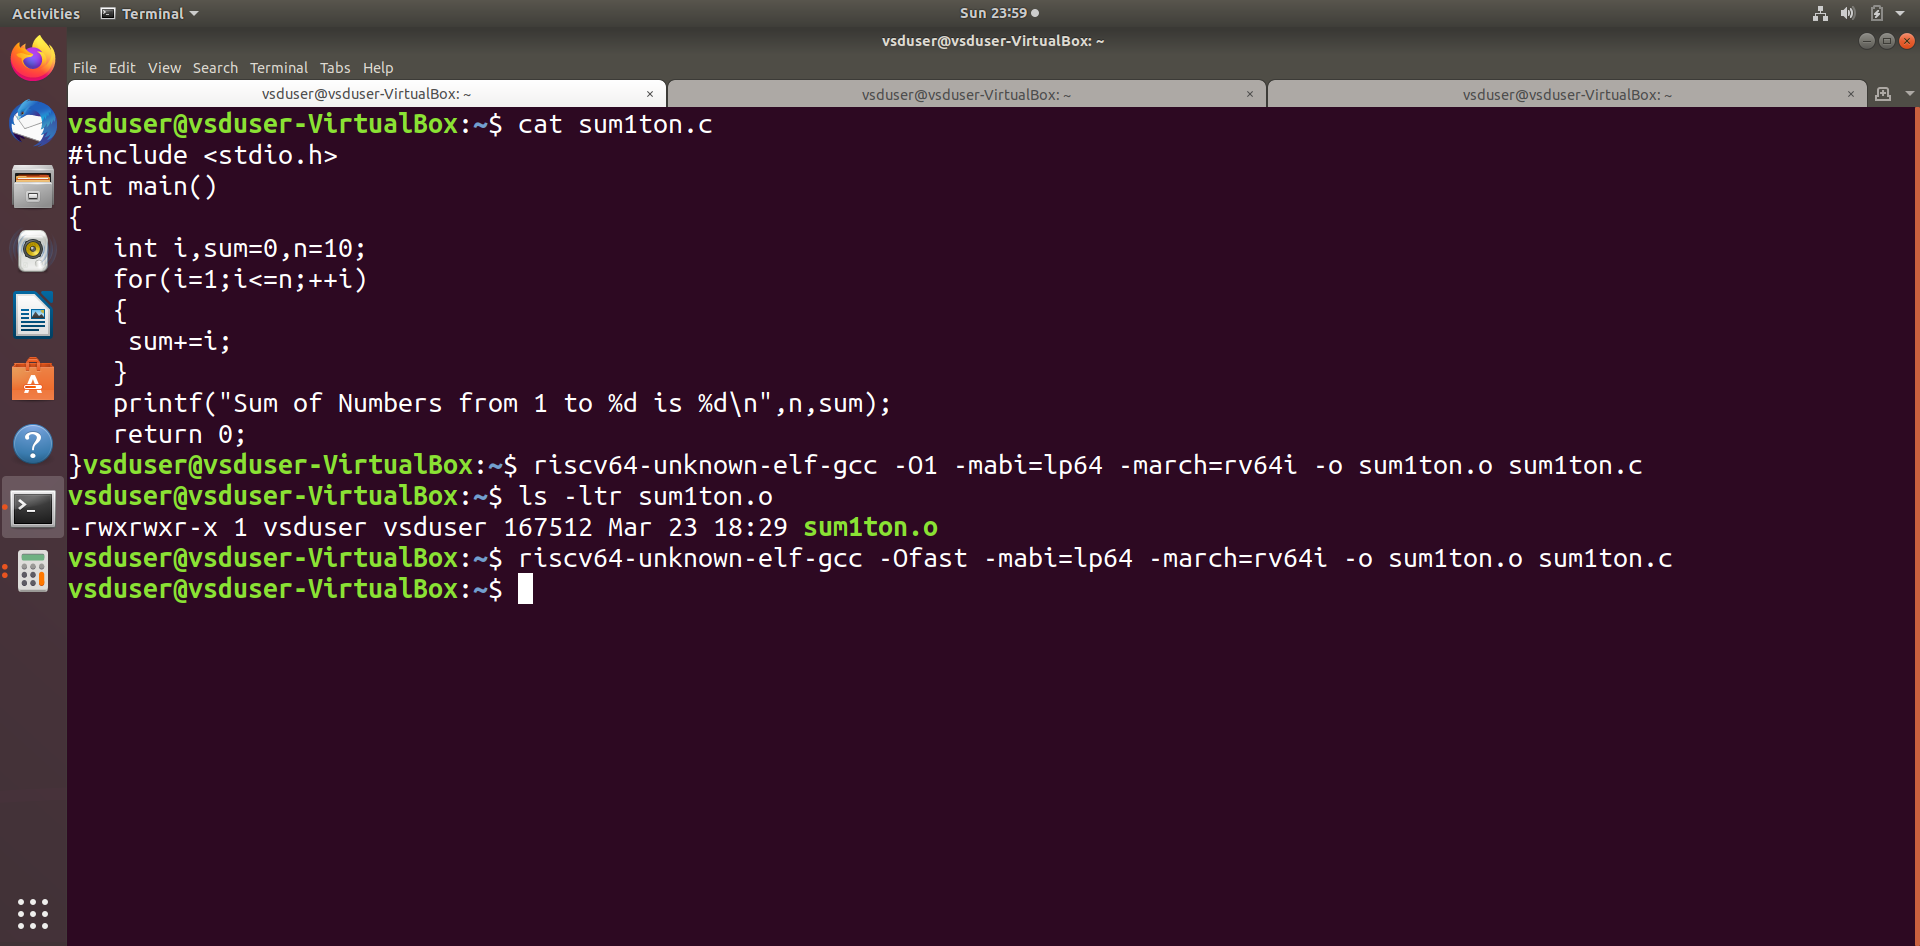 Activities Terminal Sun 23:59
vsduser@vsduser-VirtualBox: ~
File Edit View Search Terminal Tabs Help
vsduser@vsduser-VirtualBox: ~ × vsduser@vsduser-VirtualBox: ~ × vsduser@vsduser-VirtualBox: ~ ×
vsduser@vsduser-VirtualBox:~$ cat sum1ton.c
#include <stdio.h>
int main()
{
   int i,sum=0,n=10;
   for(i=1;i<=n;++i)
   {
    sum+=i;
   }
   printf("Sum of Numbers from 1 to %d is %d\n",n,sum);
   return 0;
}vsduser@vsduser-VirtualBox:~$ riscv64-unknown-elf-gcc -O1 -mabi=lp64 -march=rv64i -o sum1ton.o sum1ton.c
vsduser@vsduser-VirtualBox:~$ ls -ltr sum1ton.o
-rwxrwxr-x 1 vsduser vsduser 167512 Mar 23 18:29 sum1ton.o
vsduser@vsduser-VirtualBox:~$ riscv64-unknown-elf-gcc -Ofast -mabi=lp64 -march=rv64i -o sum1ton.o sum1ton.c
vsduser@vsduser-VirtualBox:~$